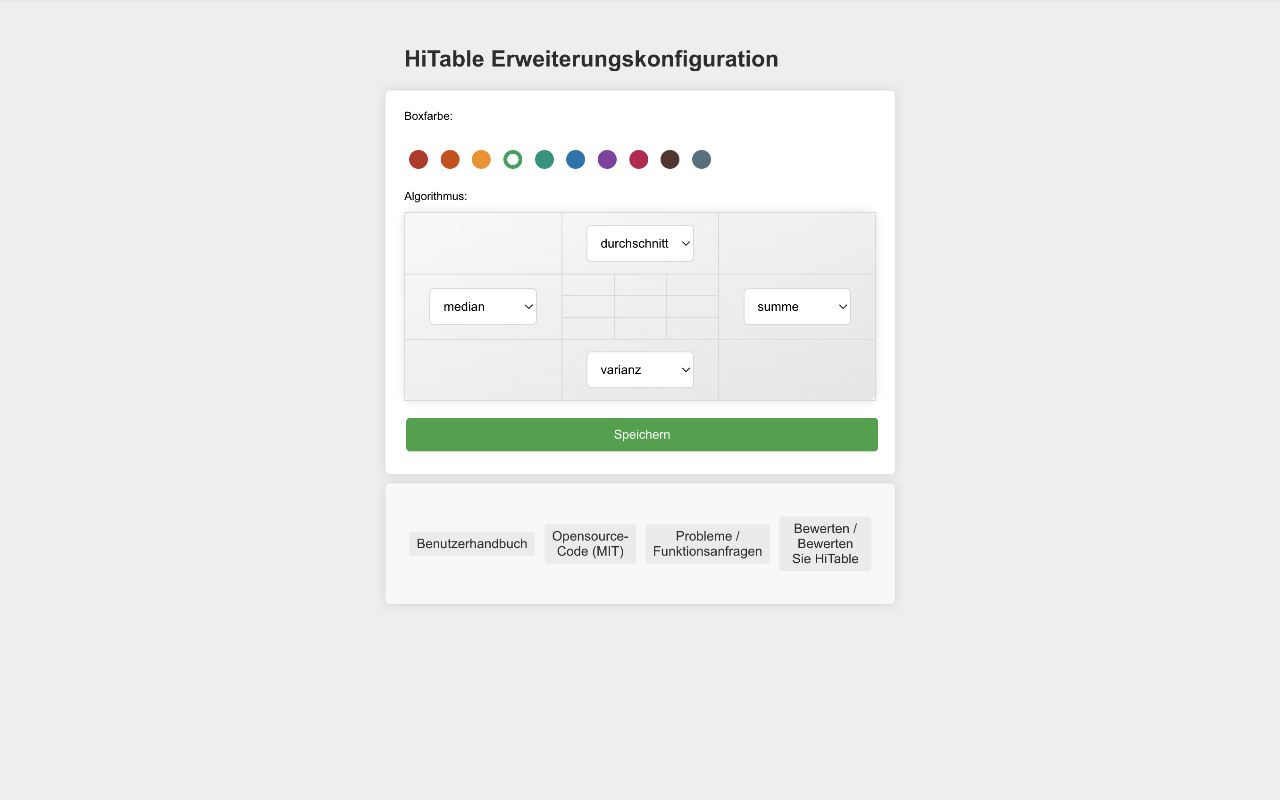 HiTable Erweiterungskonfiguration
Boxfarbe:
Algorithmus:
durchschnitt
median
summe
varianz
Speichern
Benutzerhandbuch
Opensource-
Code (MIT)
Probleme /
Funktionsanfragen
Bewerten /
Bewerten
Sie HiTable